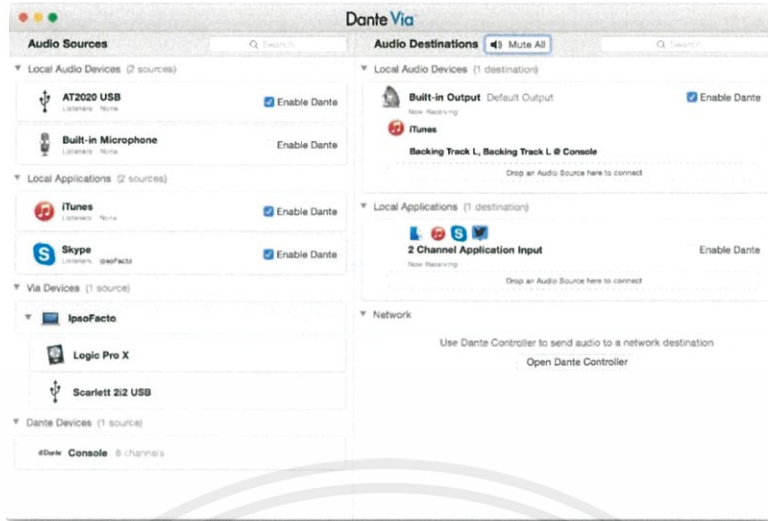 Dante Via
Audio Sources
Search
Local Audio Devices (2 sources)
AT2020 USB
Listeners None
Enable Dante
Built-in Microphone
Listeners None
Enable Dante
Local Applications (2 sources)
iTunes
Listeners None
Enable Dante
Skype
Listeners IpsoFacto
Enable Dante
Via Devices (1 source)
IpsoFacto
Logic Pro X
Scarlett 2i2 USB
Dante Devices (1 source)
Dante Console 8 channels
Audio Destinations Mute All
Search
Local Audio Devices (1 destination)
Built-in Output Default Output
Enable Dante
Now Receiving
iTunes
Backing Track L, Backing Track L @ Console
Drop an Audio Source here to connect
Local Applications (1 destination)
2 Channel Application Input
Enable Dante
Now Receiving
Drop an Audio Source here to connect
Network
Use Dante Controller to send audio to a network destination
Open Dante Controller